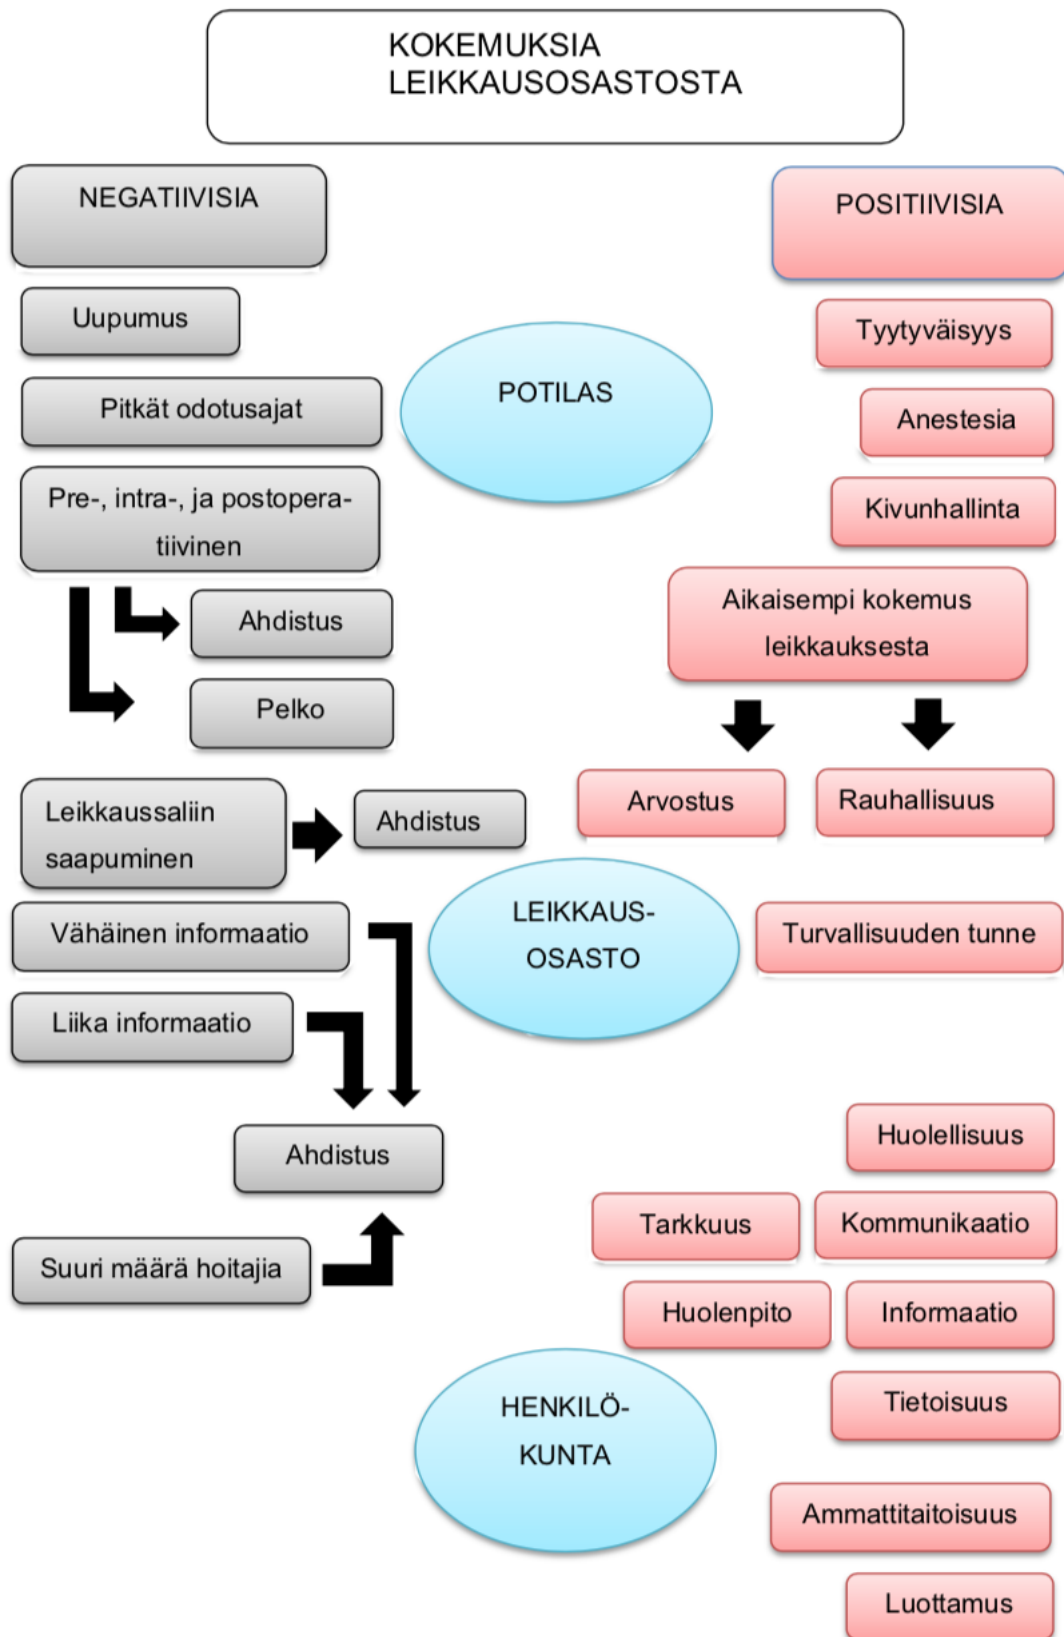 KOKEMUKSIA
LEIKKAUSOSASTOSTA
NEGATIIVISIA
POSITIIVISIA
Uupumus
Tyytyväisyys
POTILAS
Pitkät odotusajat
Anestesia
Pre-, intra-, ja postopera-
tiivinen
Kivunhallinta
Ahdistus
Aikaisempi kokemus
leikkauksesta
Pelko
Leikkaussaliin
saapuminen
Ahdistus
Arvostus
Rauhallisuus
Vähäinen informaatio
LEIKKAUS-
OSASTO
Turvallisuuden tunne
Liika informaatio
Ahdistus
Huolellisuus
Tarkkuus
Kommunikaatio
Suuri määrä hoitajia
Huolenpito
Informaatio
HENKILÖ-
KUNTA
Tietoisuus
Ammattitaitoisuus
Luottamus